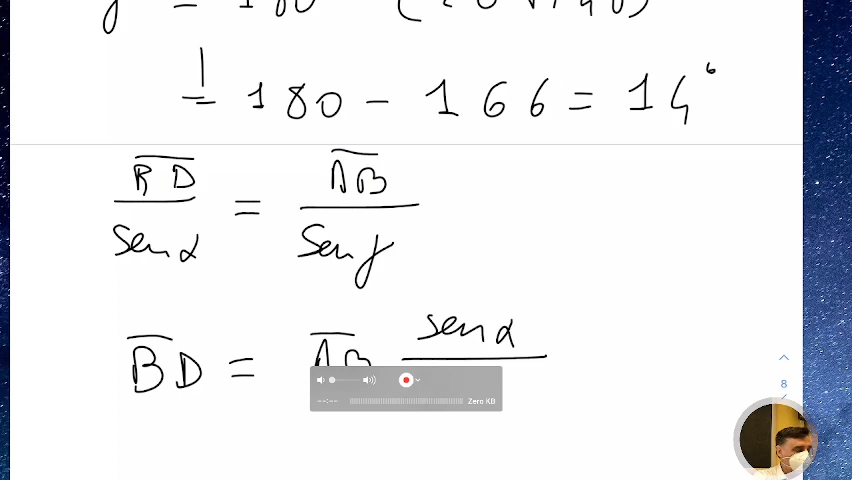 = 180 - 166 = 14°
BD / sen α = AB / sen γ
BD = AB sen α
8
--:--
Zero KB